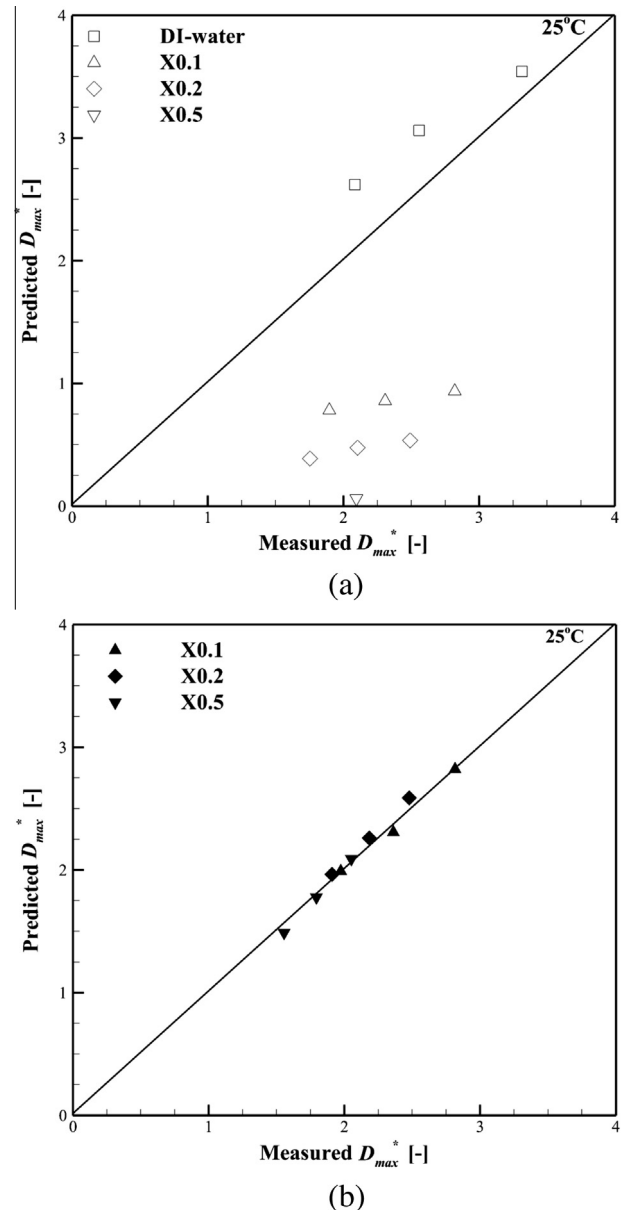 4
25°C
DI-water
X0.1
X0.2
X0.5
3
2
1
0
Predicted D_max^* [-]
0 1 2 3 4
Measured D_max^* [-]
(a)
4
25°C
X0.1
X0.2
X0.5
3
2
1
0
Predicted D_max^* [-]
0 1 2 3 4
Measured D_max^* [-]
(b)